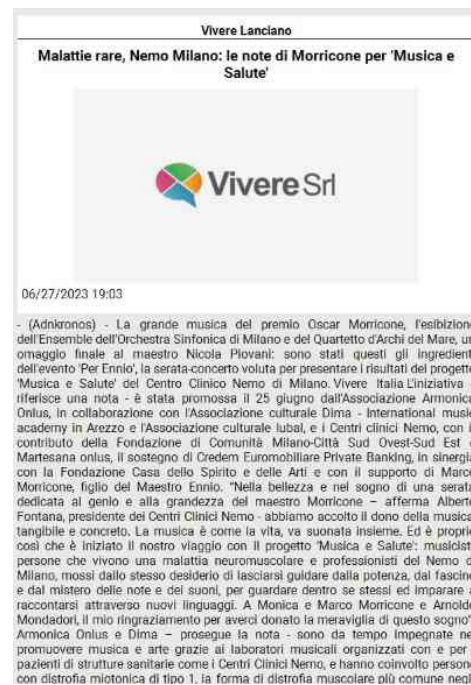 Vivere Lanciano
Malattie rare, Nemo Milano: le note di Morricone per 'Musica e
Salute'
Vivere Srl
06/27/2023 19:03
- (Adnkronos) - La grande musica del premio Oscar Morricone, l'esibizione
dell'Ensemble dell'Orchestra Sinfonica di Milano e del Quartetto d'Archi del Mare, un
omaggio finale al maestro Nicola Piovani: sono stati questi gli ingredienti
dell'evento 'Per Ennio', la serata-concerto voluta per presentare i risultati del progetto
'Musica e Salute' del Centro Clinico Nemo di Milano. Vivere Italia L'iniziativa -
riferisce una nota - è stata promossa il 25 giugno dall'Associazione Armonica
Onlus, in collaborazione con l'Associazione culturale Dima - International music
academy in Arezzo e l'Associazione culturale Iubal, e i Centri clinici Nemo, con il
contributo della Fondazione di Comunità Milano-Città Sud Ovest-Sud Est e
Martesana onlus, il sostegno di Credem Euromobiliare Private Banking, in sinergia
con la Fondazione Casa dello Spirito e delle Arti e con il supporto di Marco
Morricone, figlio del Maestro Ennio. "Nella bellezza e nel sogno di una serata
dedicata al genio e alla grandezza del maestro Morricone – afferma Alberto
Fontana, presidente dei Centri Clinici Nemo - abbiamo accolto il dono della musica,
tangibile e concreto. La musica è come la vita, va suonata insieme. Ed è proprio
così che è iniziato il nostro viaggio con il progetto 'Musica e Salute': musicisti,
persone che vivono una malattia neuromuscolare e professionisti del Nemo di
Milano, mossi dallo stesso desiderio di lasciarsi guidare dalla potenza, dal fascino
e dal mistero delle note e dei suoni, per guardare dentro se stessi ed imparare a
raccontarsi attraverso nuovi linguaggi. A Monica e Marco Morricone e Arnoldo
Mondadori, il mio ringraziamento per averci donato la meraviglia di questo sogno".
Armonica Onlus e Dima – prosegue la nota - sono da tempo impegnate nel
promuovere musica e arte grazie ai laboratori musicali organizzati con e per i
pazienti di strutture sanitarie come i Centri Clinici Nemo, e hanno coinvolto persone
con distrofia miotonica di tipo 1, la forma di distrofia muscolare più comune negli